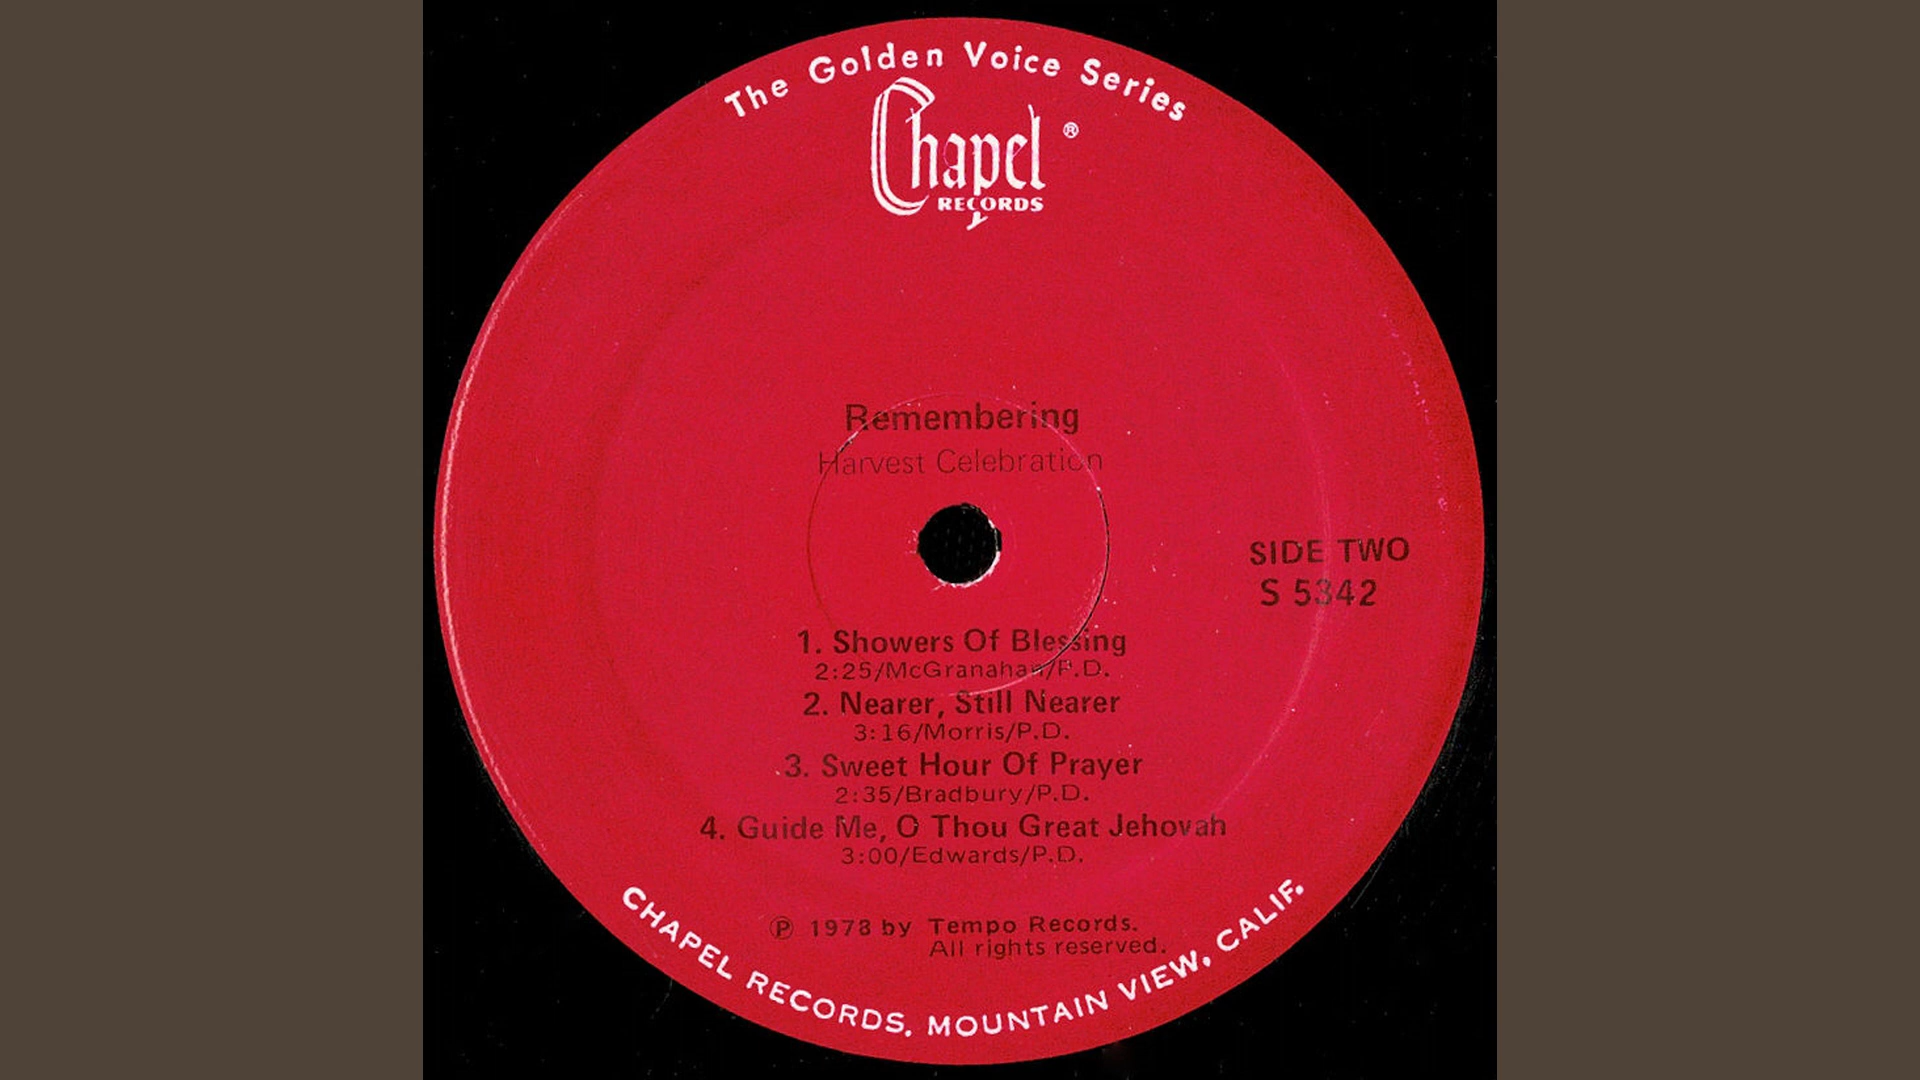 The Golden Voice Series
Chapel ®
RECORDS
Remembering
Harvest Celebration
SIDE TWO
S 5342
1. Showers Of Blessing
2:25/McGranahan/P.D.
2. Nearer, Still Nearer
3:16/Morris/P.D.
3. Sweet Hour Of Prayer
2:35/Bradbury/P.D.
4. Guide Me, O Thou Great Jehovah
3:00/Edwards/P.D.
Ⓟ 1978 by Tempo Records.
All rights reserved.
CHAPEL RECORDS, MOUNTAIN VIEW, CALIF.